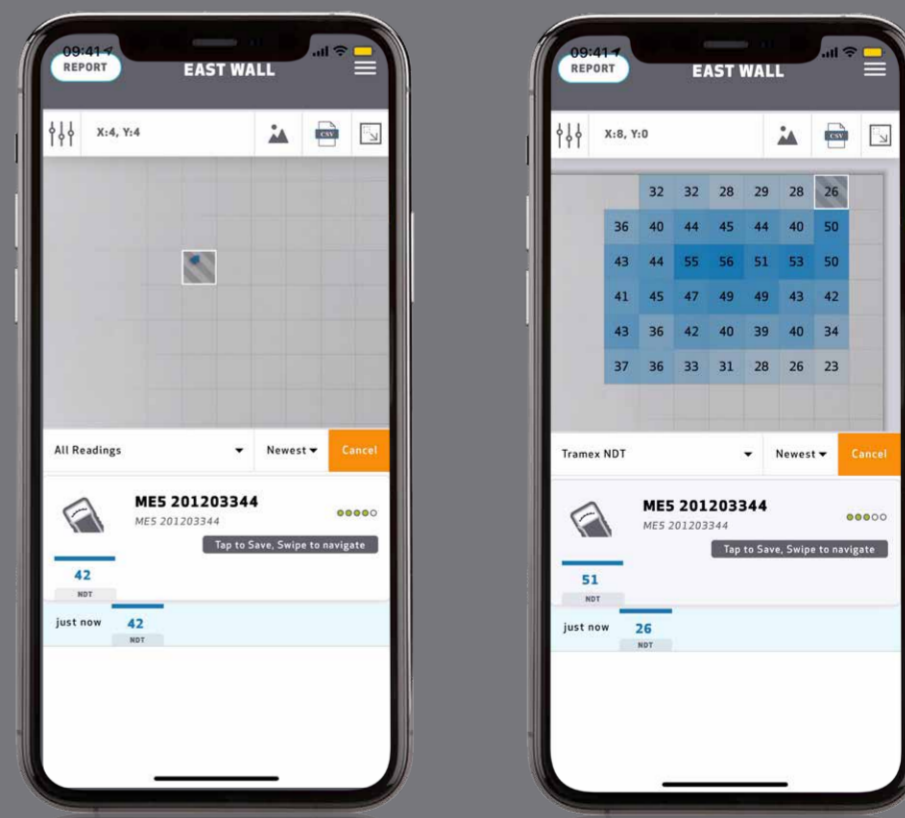 09:41
REPORT
EAST WALL
X:4, Y:4
CSV
All Readings
Newest
Cancel
ME5 201203344
ME5 201203344
Tap to Save, Swipe to navigate
42
NDT
just now
42
NDT
09:41
REPORT
EAST WALL
X:8, Y:0
CSV
32 32 28 29 28 26
36 40 44 45 44 40 50
43 44 55 56 51 53 50
41 45 47 49 49 43 42
43 36 42 40 39 40 34
37 36 33 31 28 26 23
Tramex NDT
Newest
Cancel
ME5 201203344
ME5 201203344
Tap to Save, Swipe to navigate
51
NDT
just now
26
NDT